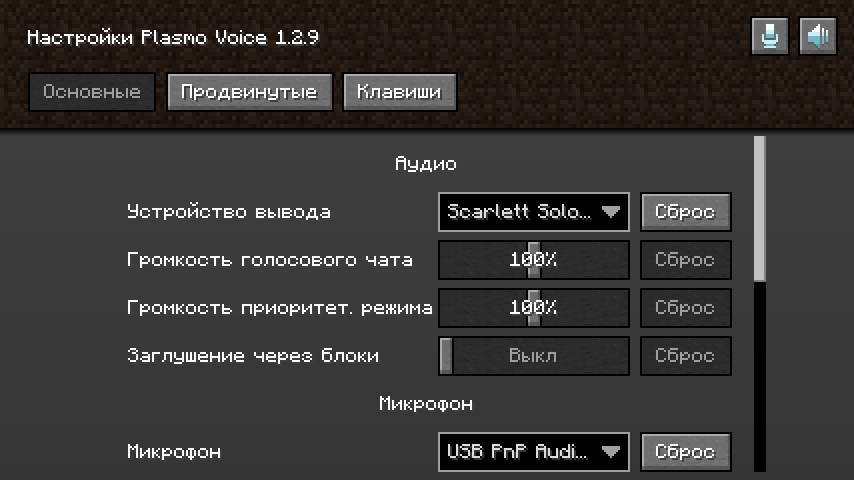 Настройки Plasmo Voice 1.2.9
Основные Продвинутые Клавиши
Аудио
Устройство вывода Scarlett Solo... Сброс
Громкость голосового чата 100% Сброс
Громкость приоритет. режима 100% Сброс
Заглушение через блоки Выкл Сброс
Микрофон
Микрофон USB PnP Audi... Сброс